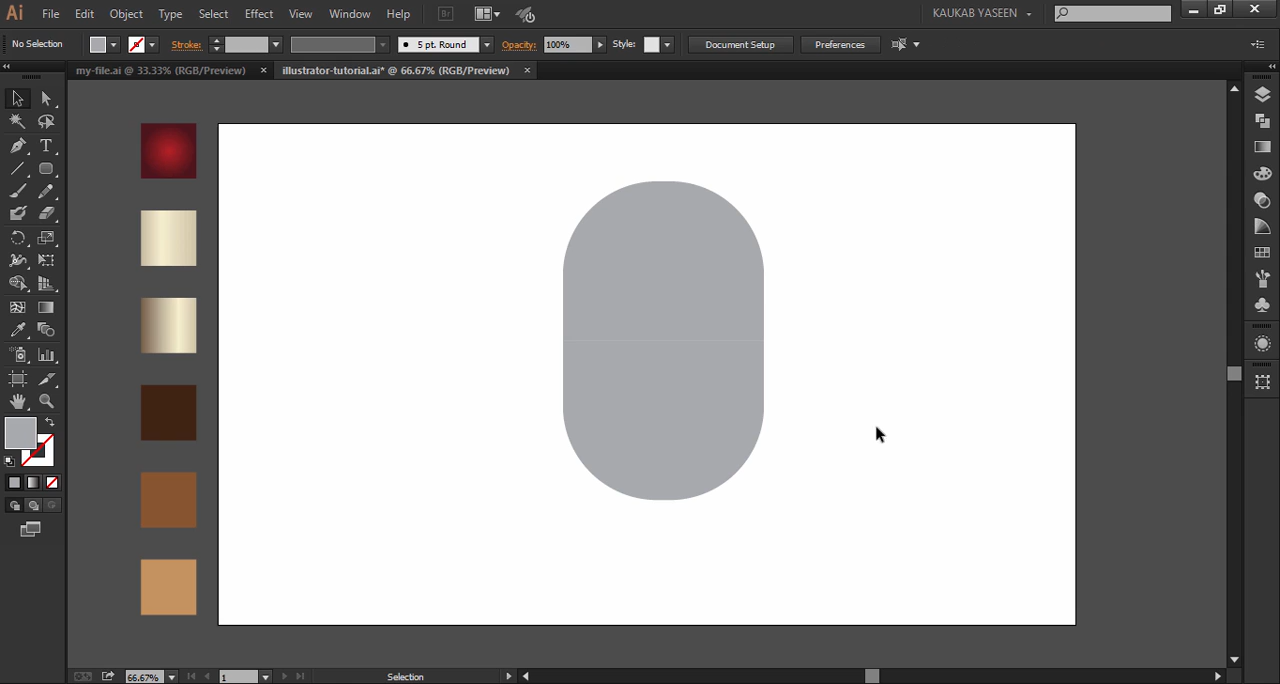 Ai File Edit Object Type Select Effect View Window Help Br KAUKAB YASEEN
No Selection Stroke: 5 pt. Round Opacity: 100% Style: Document Setup Preferences
my-file.ai @ 33.33% (RGB/Preview) × illustrator-tutorial.ai* @ 66.67% (RGB/Preview) ×
T
66.67% 1 Selection